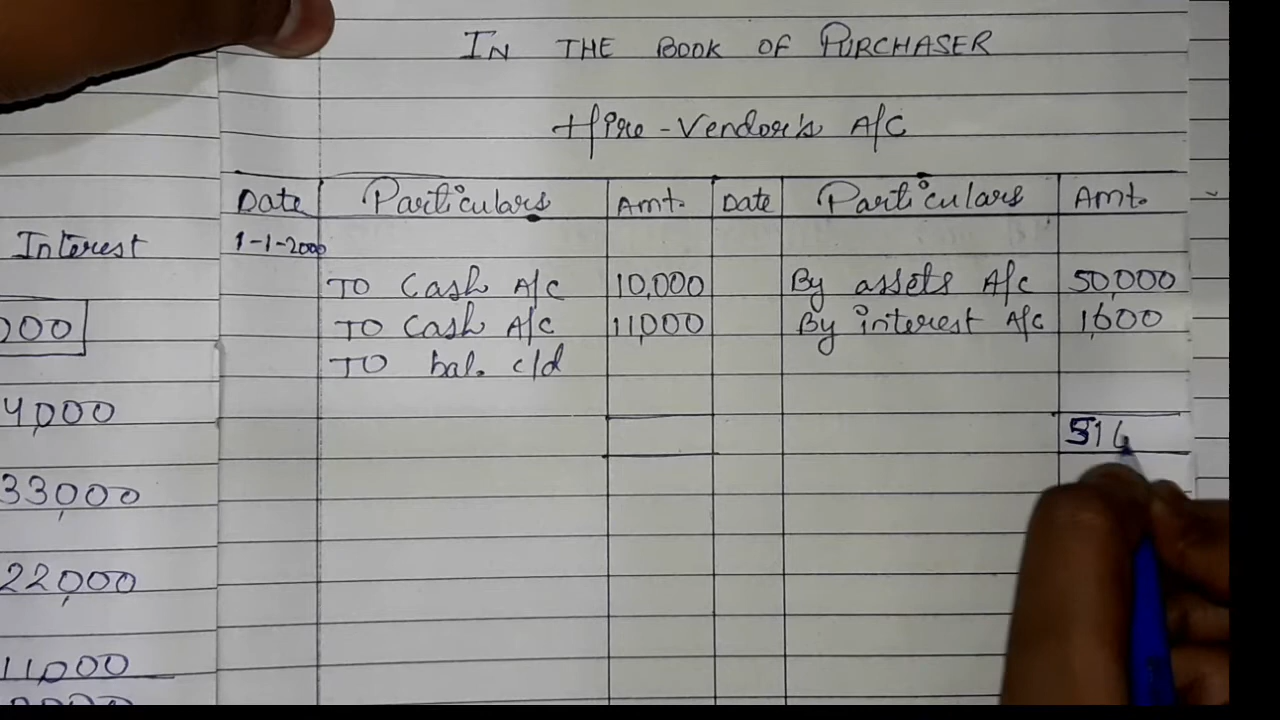 IN THE BOOK OF PURCHASER
Hire-Vendor's A/C
Date Particulars Amt. Date Particulars Amt.
Interest 1-1-2000
To Cash A/c 10,000 By assets A/c 50,000
000 To Cash A/c 11,000 By interest A/c 1,600
To bal. c/d
4,000
516
33,000
22,000
11,000